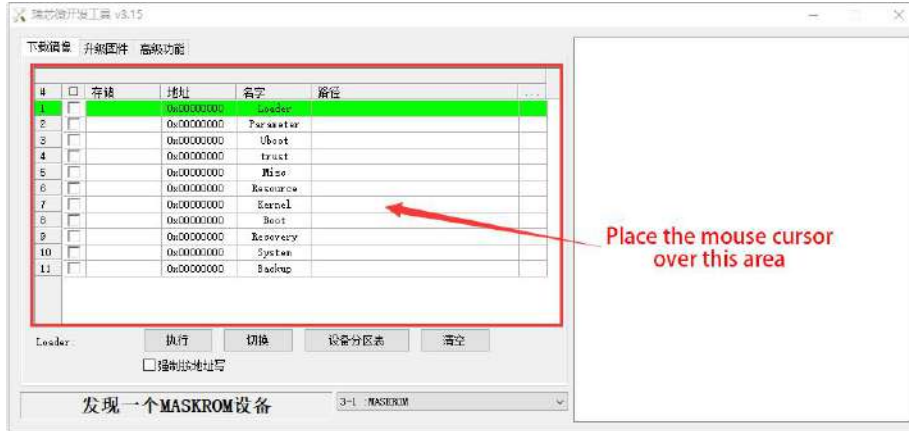 瑞芯微开发工具 v3.15
下载镜像 升级固件 高级功能
# 存储 地址 名字 路径 ...
1 0x00000000 Loader
2 0x00000000 Parameter
3 0x00000000 Uboot
4 0x00000000 trust
5 0x00000000 Misc
6 0x00000000 Resource
7 0x00000000 Kernel
8 0x00000000 Boot
9 0x00000000 Recovery
10 0x00000000 System
11 0x00000000 Backup
Place the mouse cursor
over this area
Loader:
执行 切换 设备分区表 清空
强制按地址写
发现一个MASKROM设备
3-1 :MASKROM